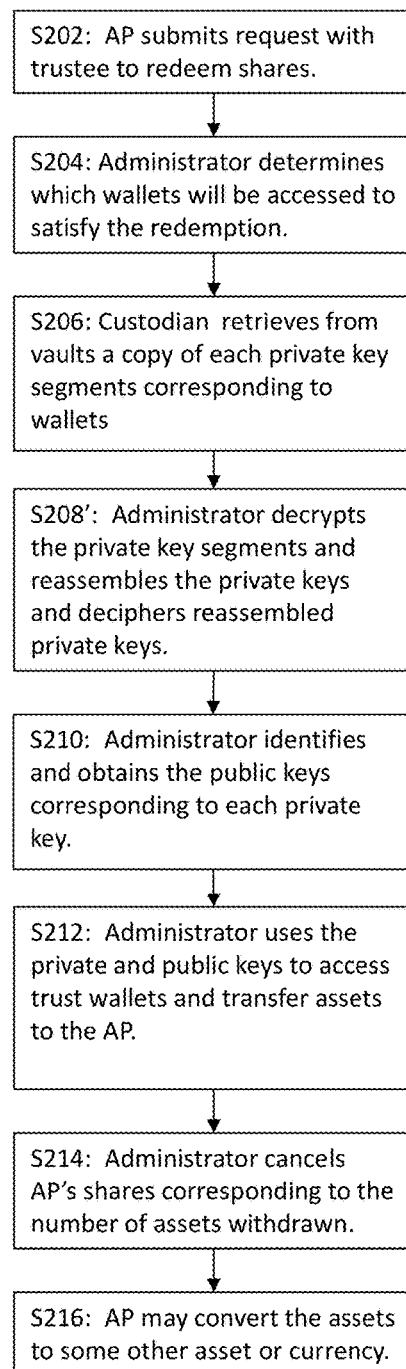 S202:  AP submits request with
trustee to redeem shares.
S204: Administrator determines
which wallets will be accessed to
satisfy the redemption.
S206: Custodian  retrieves from
vaults a copy of each private key
segments corresponding to
wallets
S208':  Administrator decrypts
the private key segments and
reassembles the private keys
and deciphers reassembled
private keys.
S210:  Administrator identifies
and obtains the public keys
corresponding to each private
key.
S212:  Administrator uses the
private and public keys to access
trust wallets and transfer assets
to the AP.
S214:  Administrator cancels
AP's shares corresponding to the
number of assets withdrawn.
S216:  AP may convert the assets
to some other asset or currency.